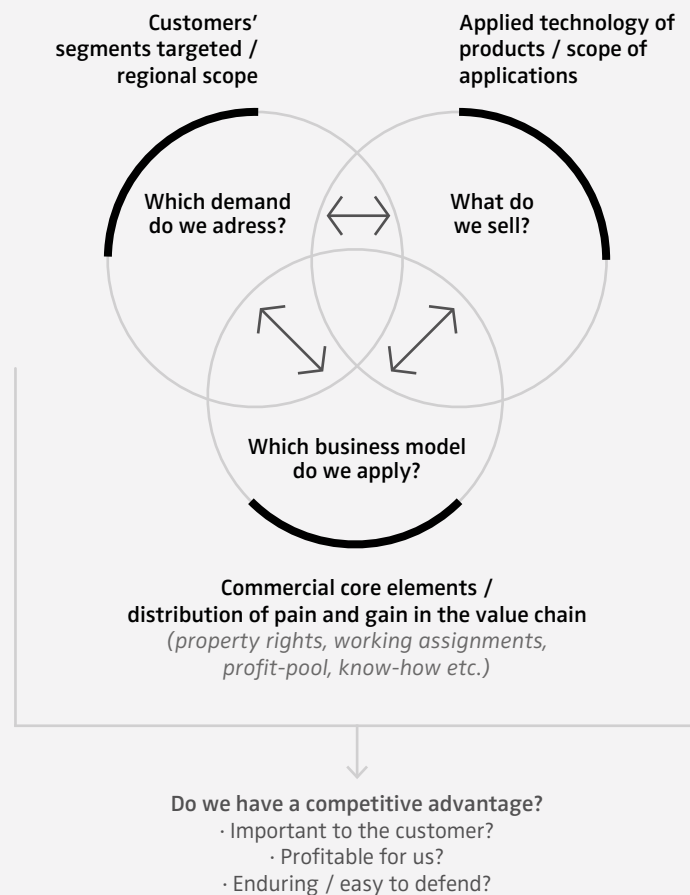 Customers’
segments targeted /
regional scope
Applied technology of
products / scope of
applications
Which demand
do we adress?
What do
we sell?
Which business model
do we apply?
Commercial core elements /
distribution of pain and gain in the value chain
(property rights, working assignments,
profit-pool, know-how etc.)
Do we have a competitive advantage?
· Important to the customer?
· Profitable for us?
· Enduring / easy to defend?